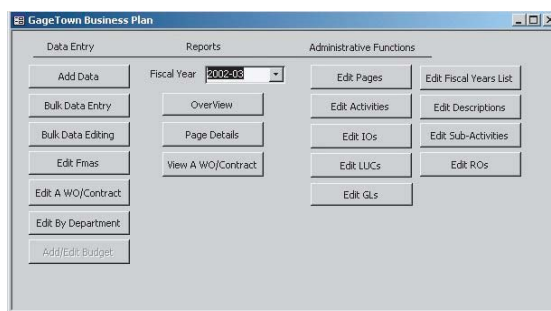 GageTown Business Plan
Data Entry
Reports
Administrative Functions
Add Data
Fiscal Year 2002-03
Edit Pages
Edit Fiscal Years List
Bulk Data Entry
OverView
Edit Activities
Edit Descriptions
Bulk Data Editing
Page Details
Edit IOs
Edit Sub-Activities
Edit Fmas
View A WO/Contract
Edit LUCs
Edit ROs
Edit A WO/Contract
Edit GLs
Edit By Department
Add/Edit Budget